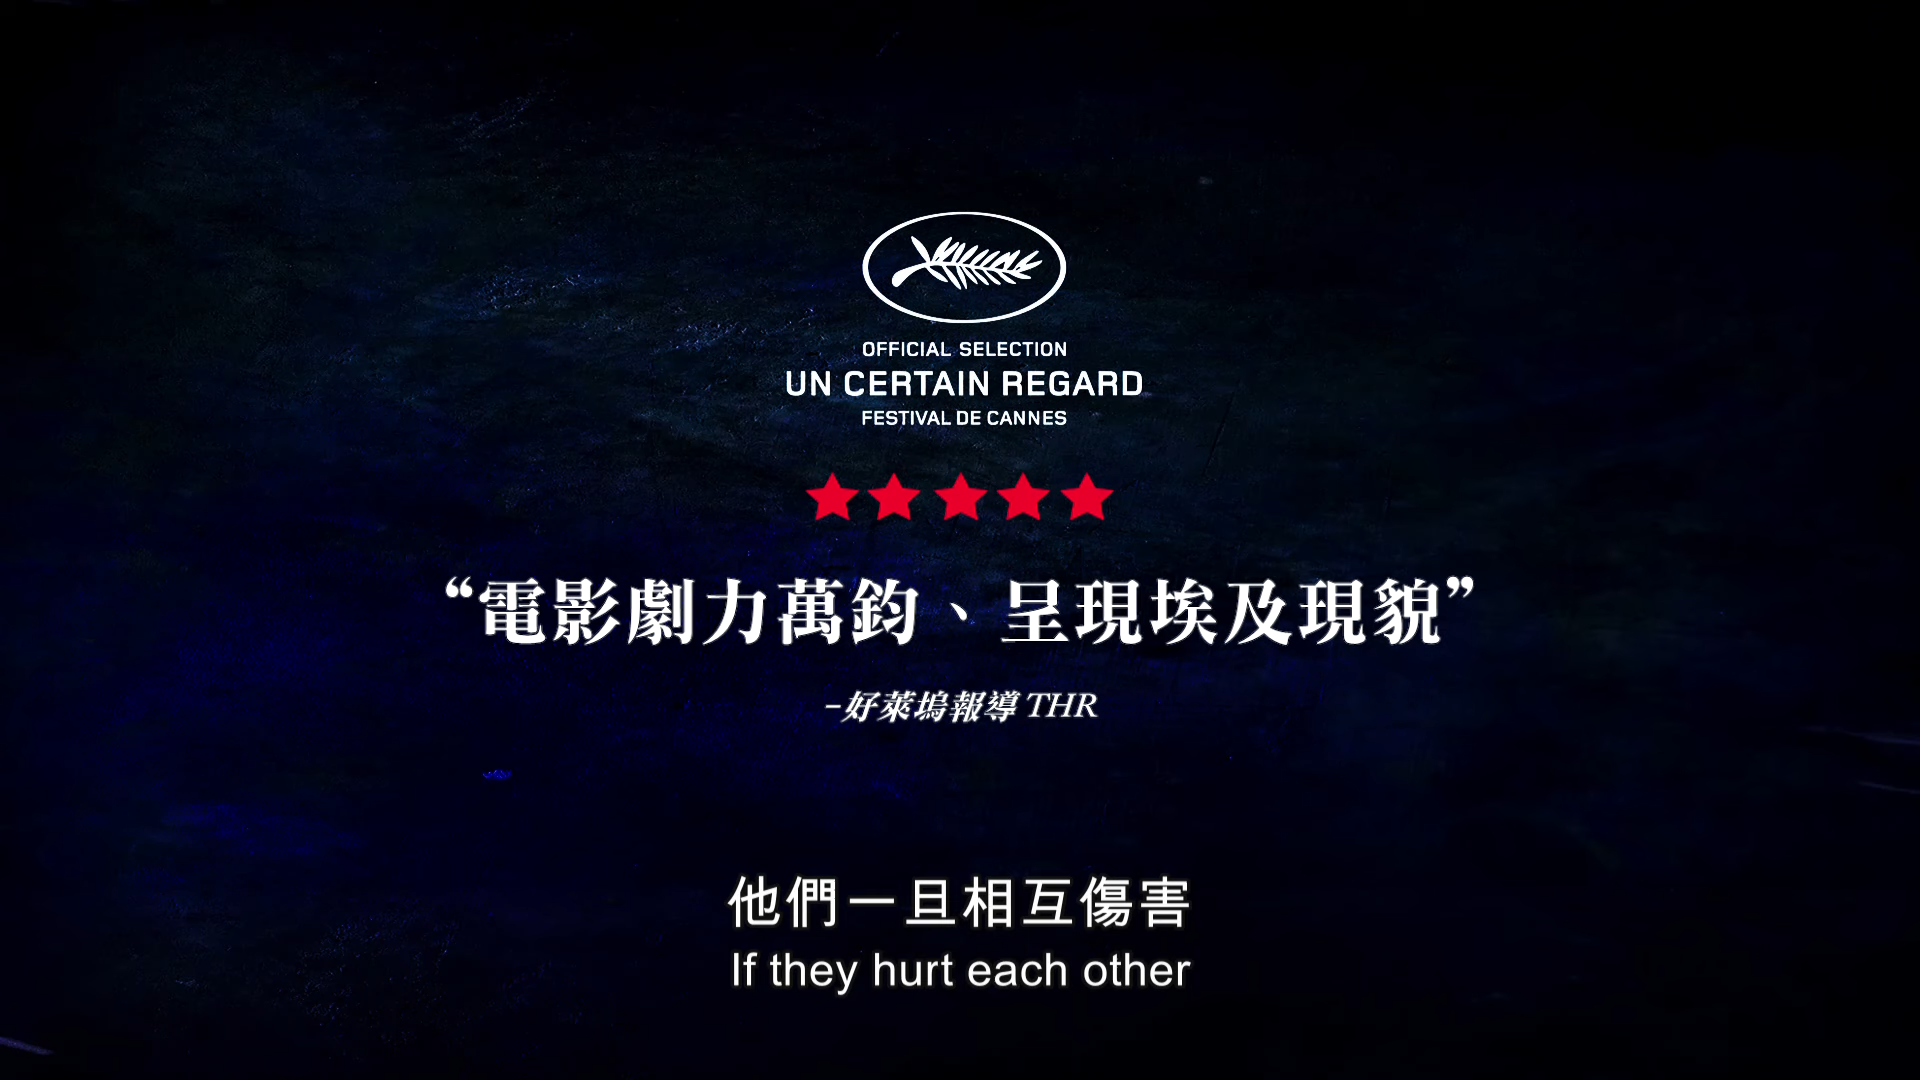 OFFICIAL SELECTION
UN CERTAIN REGARD
FESTIVAL DE CANNES
“電影劇力萬鈞、呈現埃及現貌”
–好萊塢報導 THR
他們一旦相互傷害
If they hurt each other